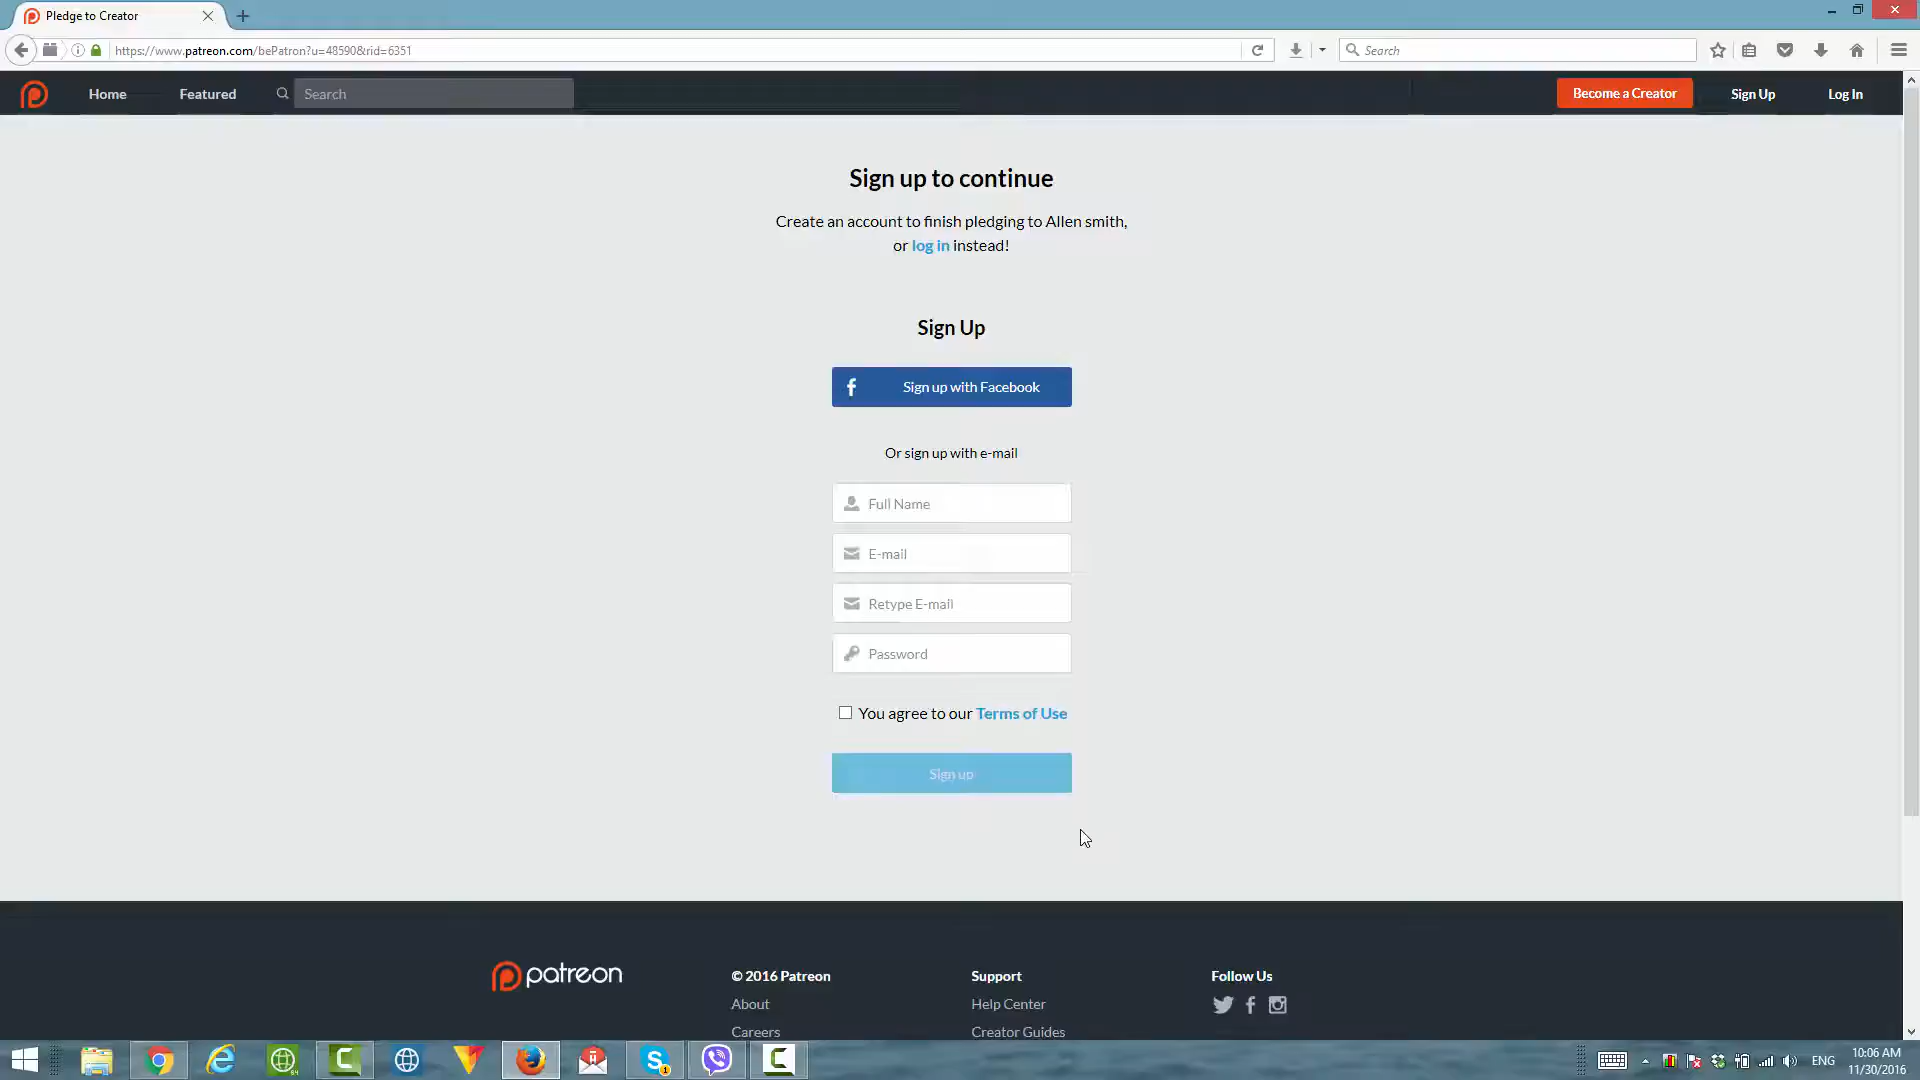 Pledge to Creator
https://www.patreon.com/bePatron?u=48590&rid=6351
Search
Home
Featured
Search
Become a Creator
Sign Up
Log In
Sign up to continue
Create an account to finish pledging to Allen smith,
or log in instead!
Sign Up
Sign up with Facebook
Or sign up with e-mail
Full Name
E-mail
Retype E-mail
Password
You agree to our Terms of Use
Sign up
patreon
© 2016 Patreon
Support
Follow Us
About
Help Center
Careers
Creator Guides
ENG
10:06 AM
11/30/2016